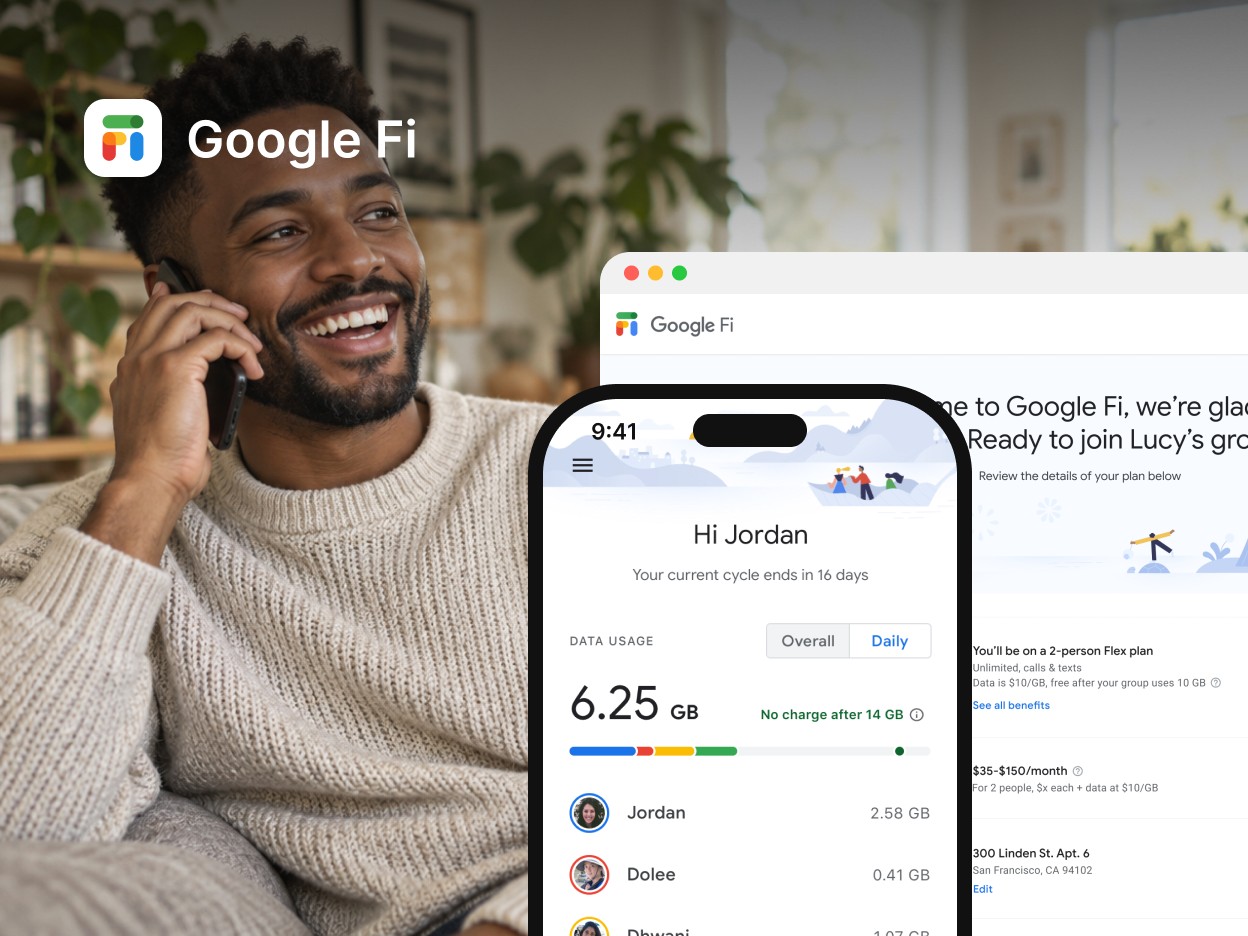 Google Fi
Google Fi
me to Google Fi, we're glad
Ready to join Lucy's gro
Review the details of your plan below
9:41
Hi Jordan
Your current cycle ends in 16 days
DATA USAGE
Overall
Daily
6.25 GB
No charge after 14 GB
Jordan
2.58 GB
Dolee
0.41 GB
Dhwani
1.07 GB
You'll be on a 2-person Flex plan
Unlimited, calls & texts
Data is $10/GB, free after your group uses 10 GB
See all benefits
$35-$150/month
For 2 people, $x each + data at $10/GB
300 Linden St. Apt. 6
San Francisco, CA 94102
Edit